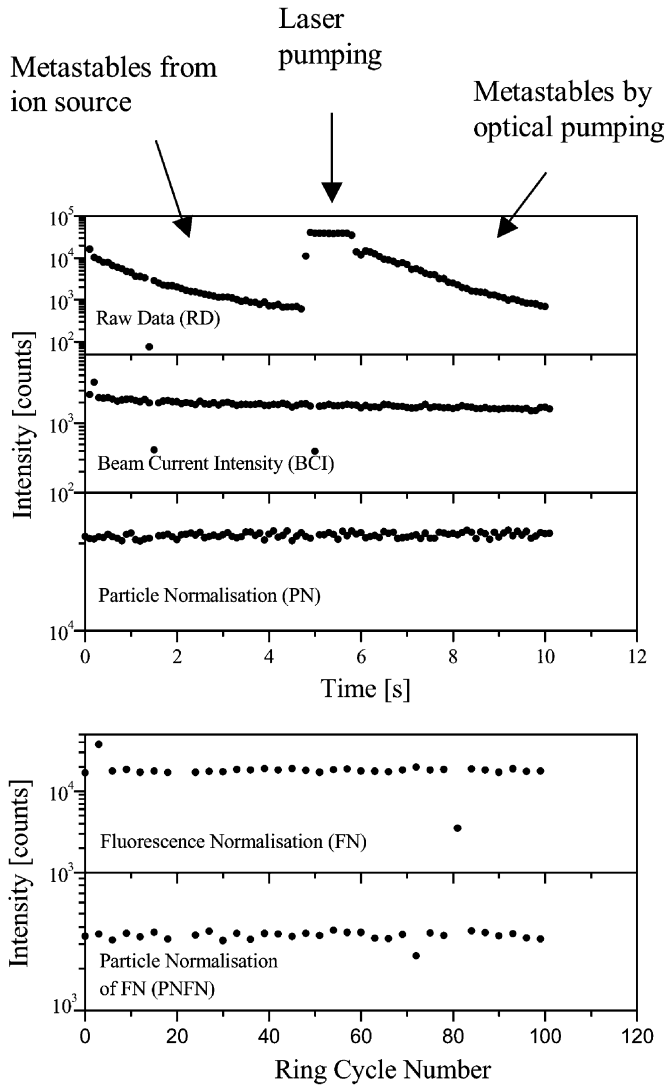 Laser
pumping
Metastables from
ion source
Metastables by
optical pumping
10^5
10^4
10^3
10^2
Raw Data (RD)
10^3
Beam Current Intensity (BCI)
10^2
Particle Normalisation (PN)
10^4
Intensity [counts]
0 2 4 6 8 10 12
Time [s]
10^4
Fluorescence Normalisation (FN)
10^3
Particle Normalisation
of FN (PNFN)
10^3
Intensity [counts]
0 20 40 60 80 100 120
Ring Cycle Number